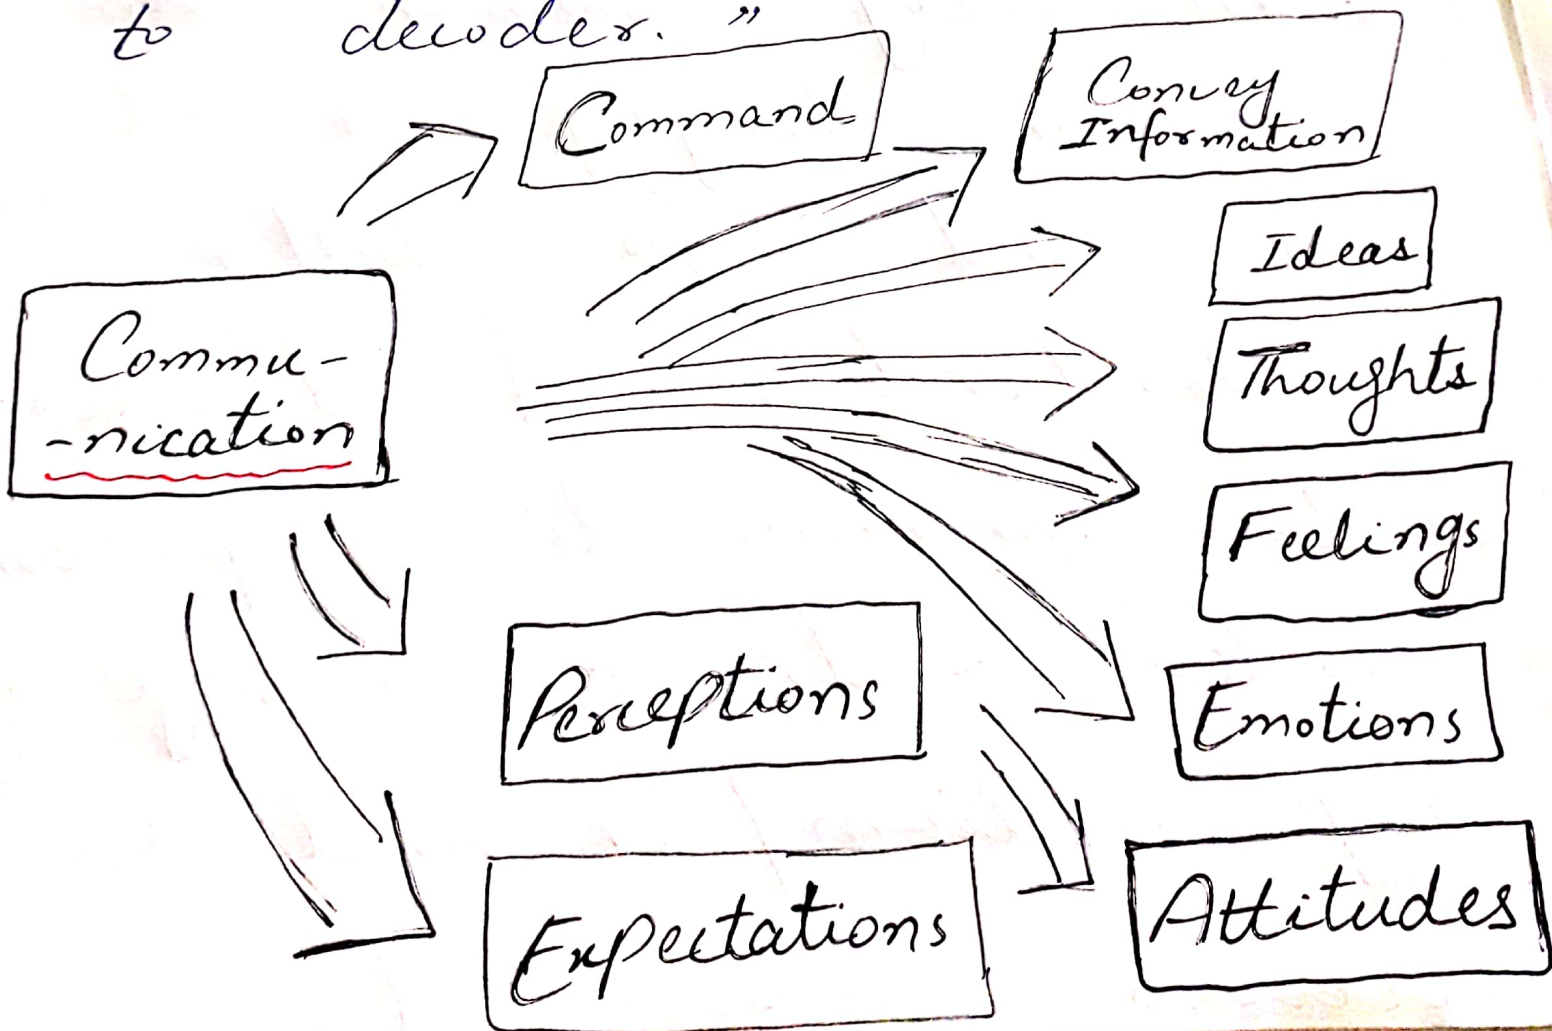 to decoder."
Command
Convey
Information
Ideas
Commu-
-nication
Thoughts
Feelings
Perceptions
Emotions
Expectations
Attitudes